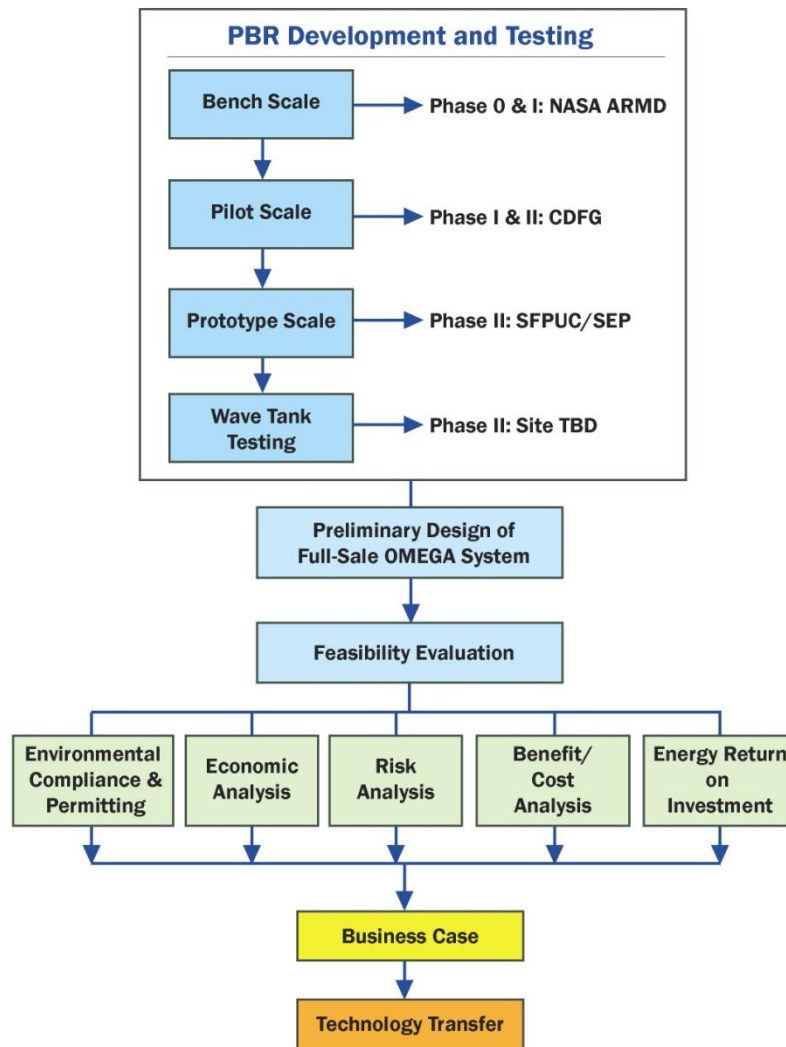 PBR Development and Testing
Bench Scale
Phase 0 & I: NASA ARMD
Pilot Scale
Phase I & II: CDFG
Prototype Scale
Phase II: SFPUC/SEP
Wave Tank
Testing
Phase II: Site TBD
Preliminary Design of
Full-Sale OMEGA System
Feasibility Evaluation
Environmental
Compliance &
Permitting
Economic
Analysis
Risk
Analysis
Benefit/
Cost
Analysis
Energy Return
on
Investment
Business Case
Technology Transfer